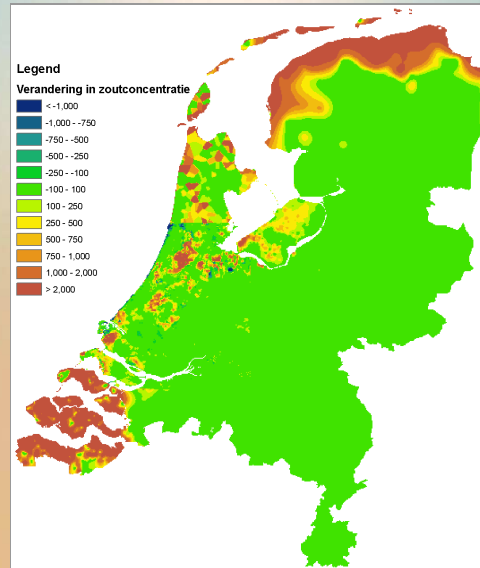 Legend
Verandering in zoutconcentratie
< -1,000
-1,000 - -750
-750 - -500
-500 - -250
-250 - -100
-100 - 100
100 - 250
250 - 500
500 - 750
750 - 1,000
1,000 - 2,000
> 2,000